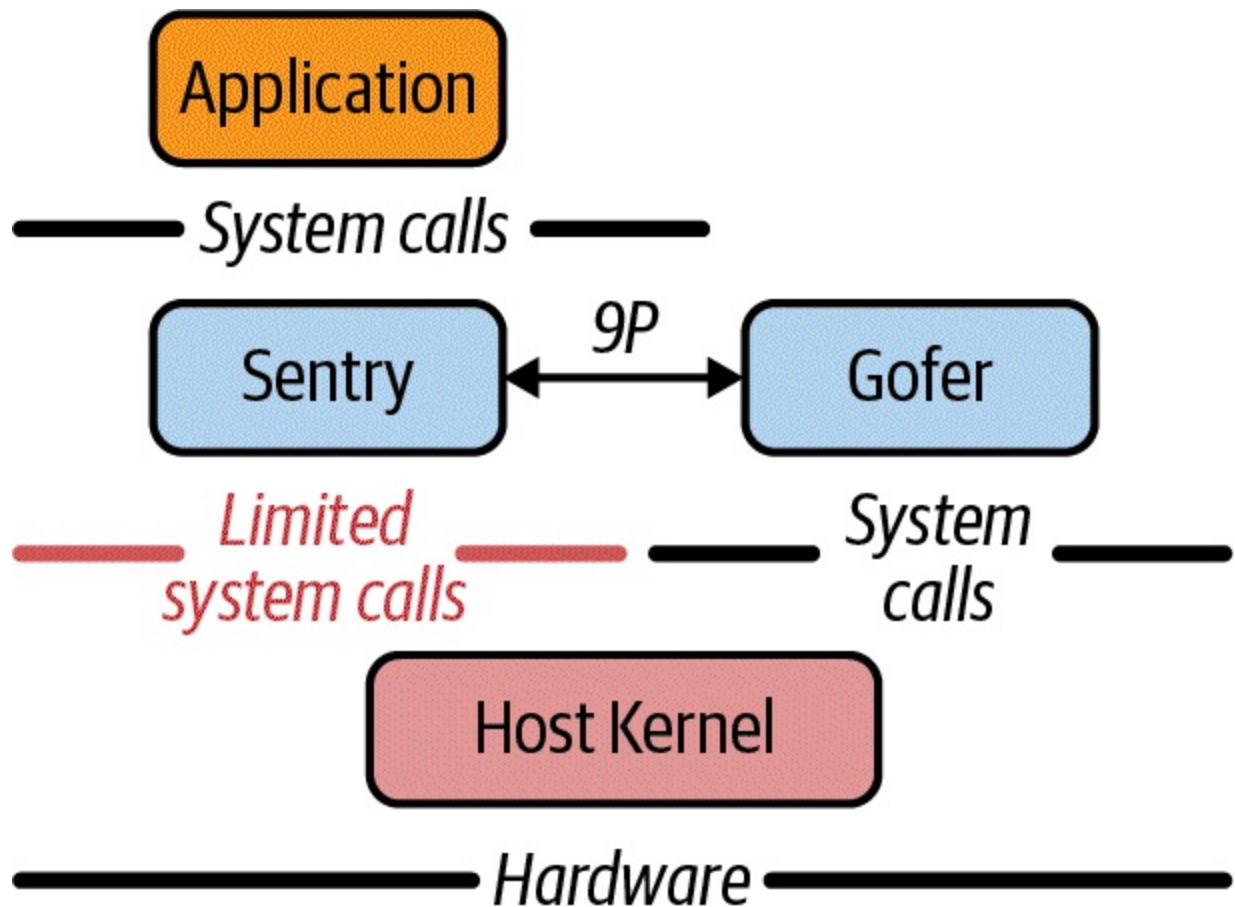 Application
System calls
9P
Sentry
Gofer
Limited
system calls
System
calls
Host Kernel
Hardware